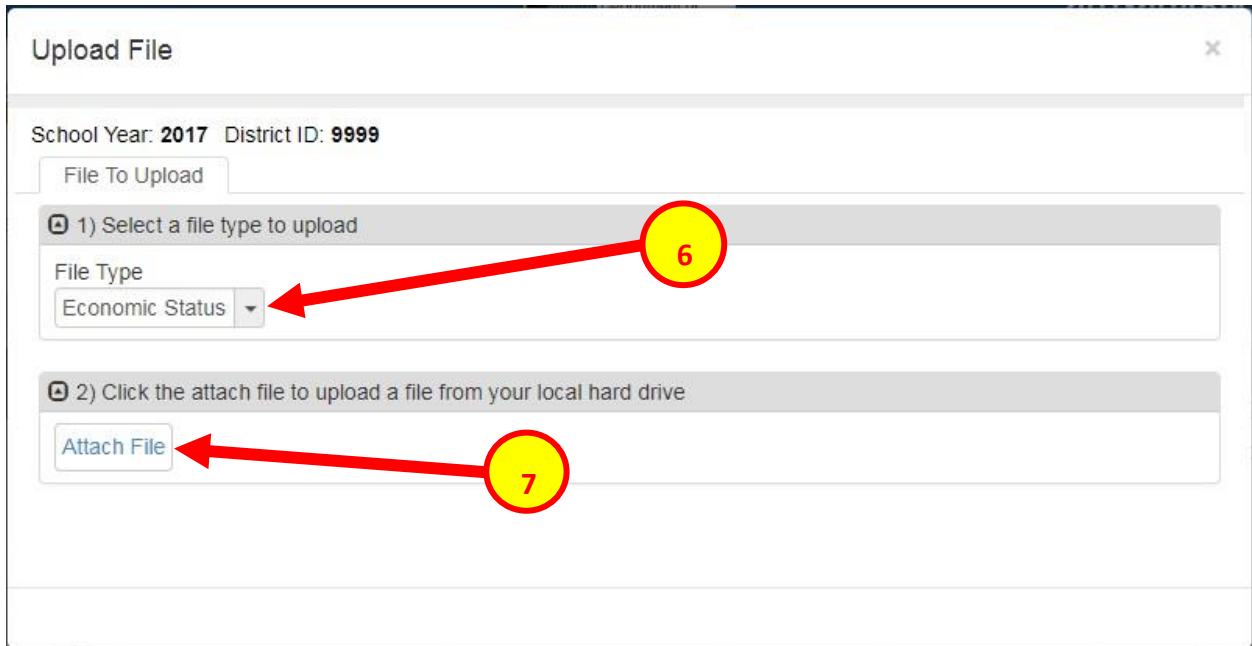 Upload File ×
School Year: 2017 District ID: 9999
File To Upload
1) Select a file type to upload
6
File Type
Economic Status
2) Click the attach file to upload a file from your local hard drive
Attach File
7